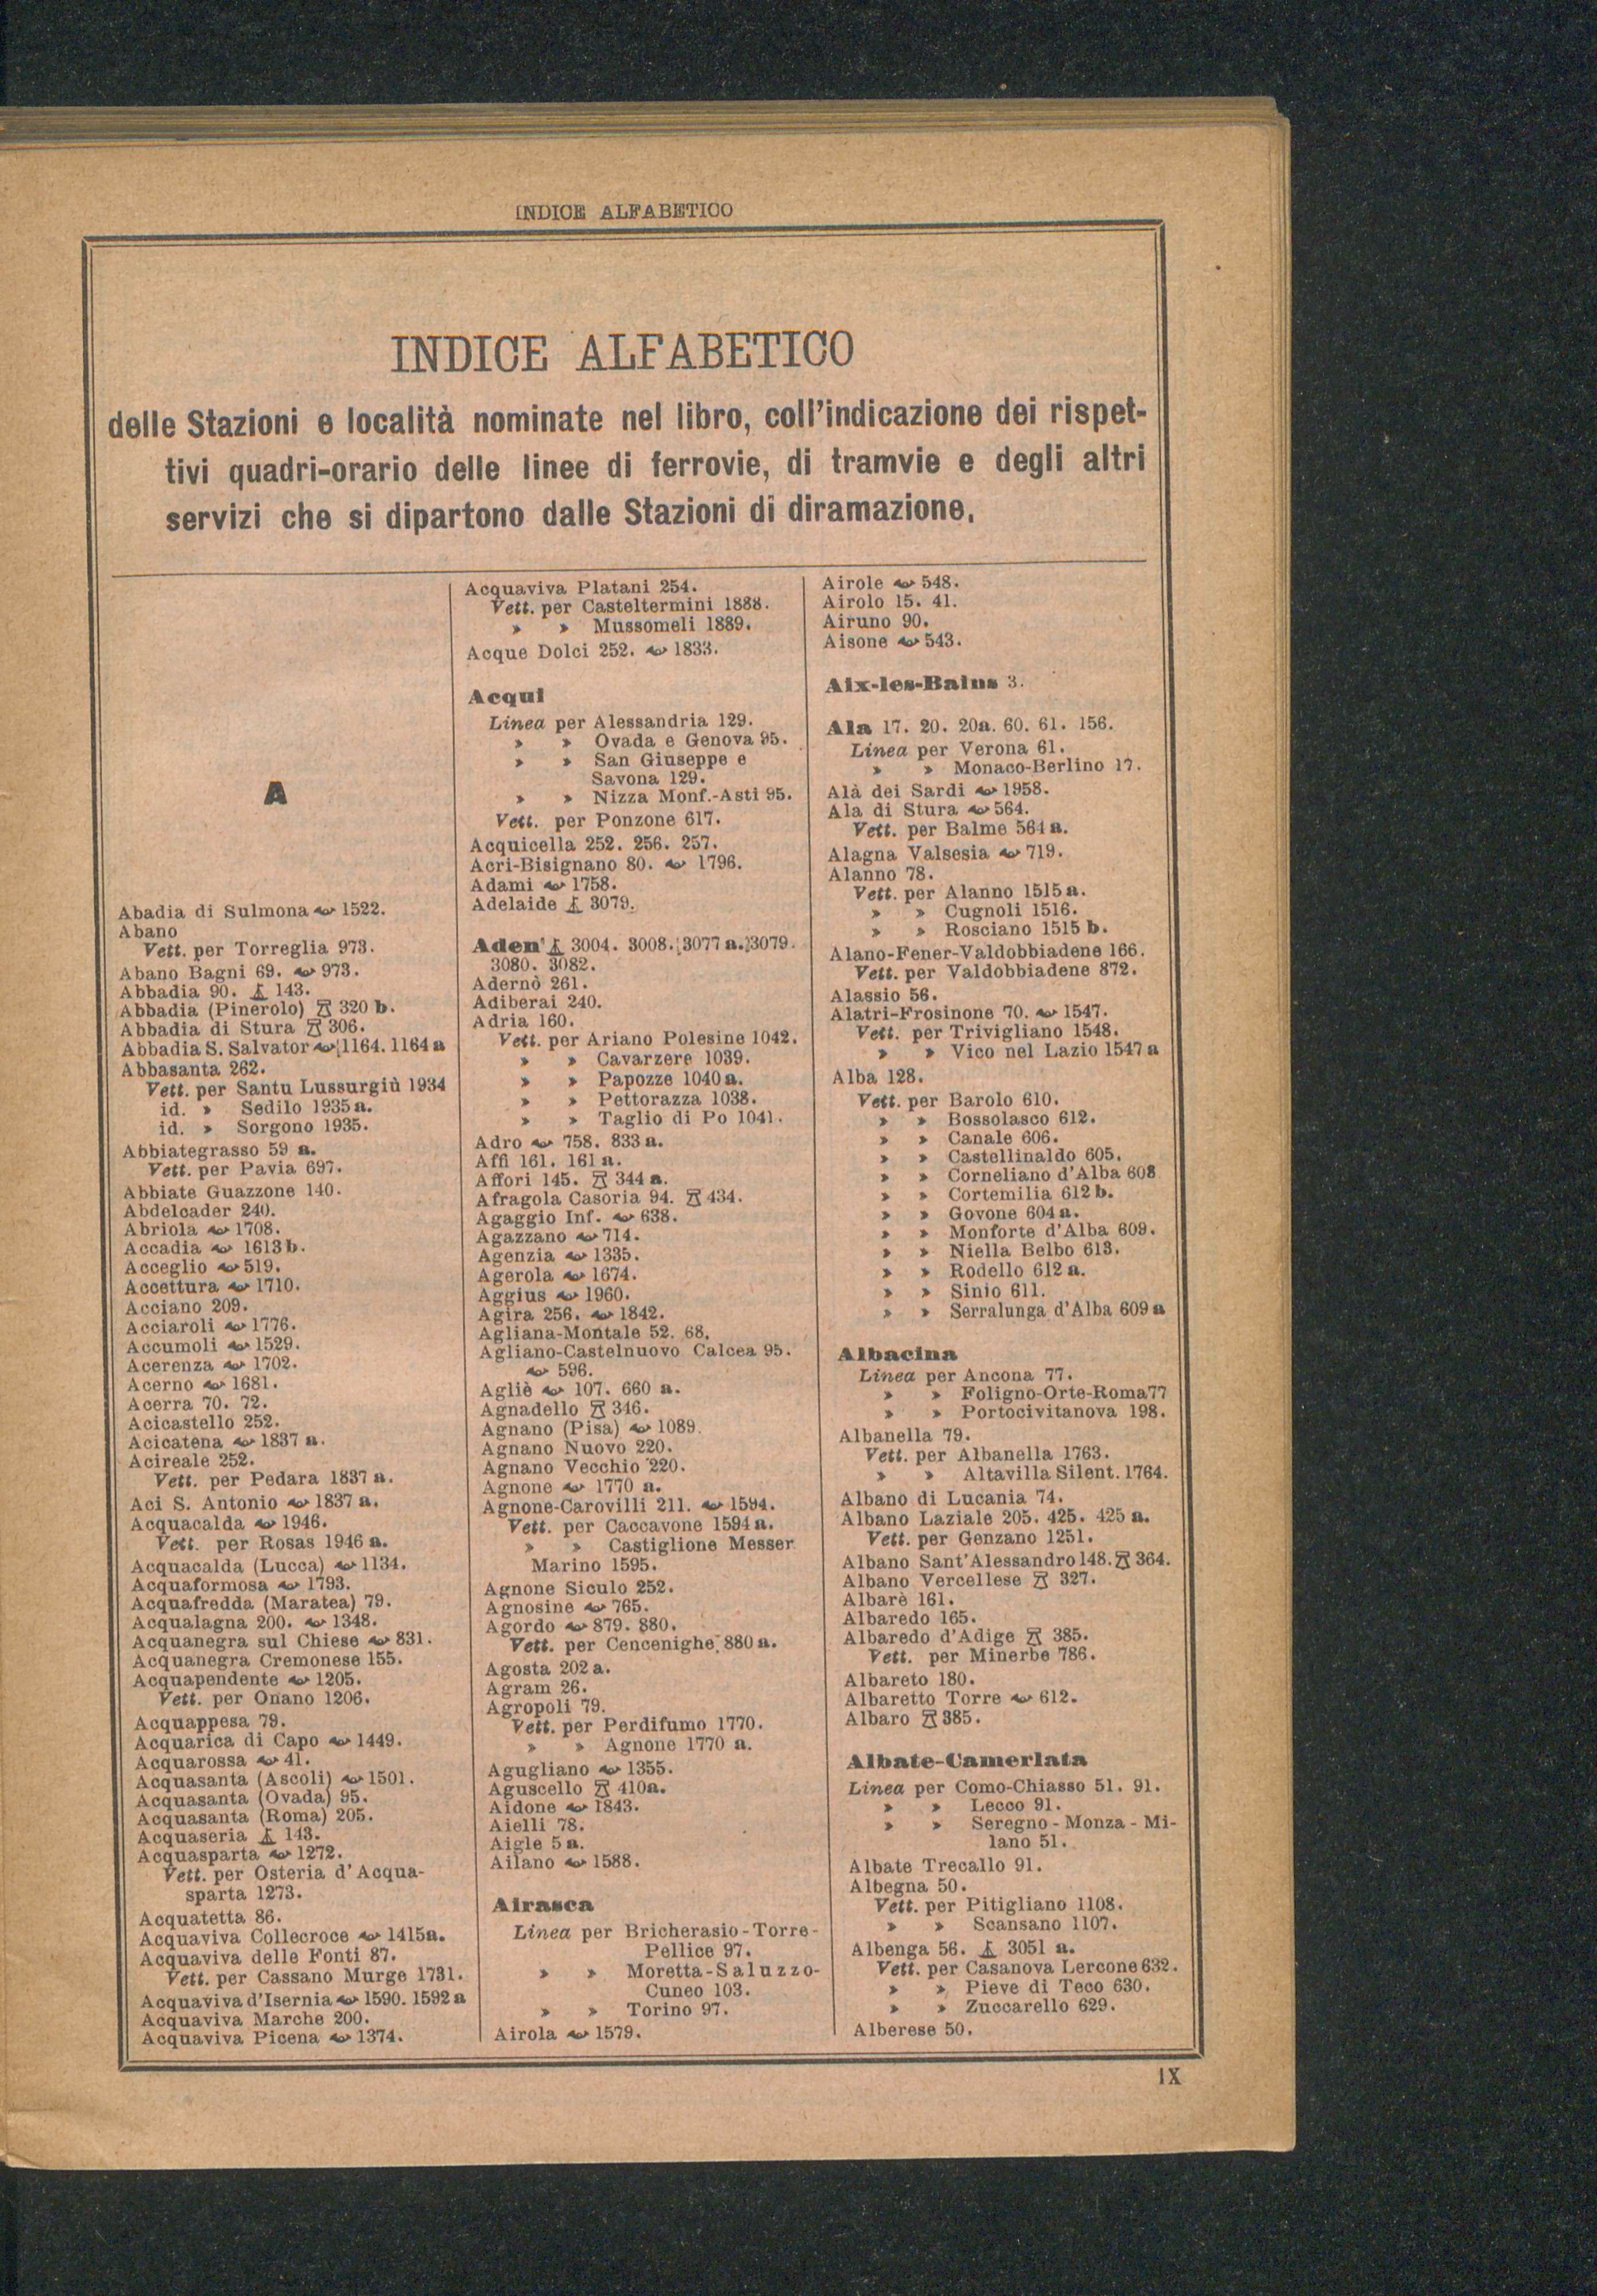 INDICE ALFABETICO
INDICE ALFABETICO
delle Stazioni e località nominate nel libro, coll'indicazione dei rispet-
tivi quadri-orario delle linee di ferrovie, di tramvie e degli altri
servizi che si dipartono dalle Stazioni di diramazione.
A
Abadia di Sulmona 1522.
Abano
Vett. per Torreglia 973.
Abano Bagni 69. 973.
Abbadia 90. 143.
Abbadia (Pinerolo) 320 b.
Abbadia di Stura 306.
Abbadia S. Salvator 1164. 1164 a
Abbasanta 262.
Vett. per Santu Lussurgiù 1934
id. » Sedilo 1935 a.
id. » Sorgono 1935.
Abbiategrasso 59 a.
Vett. per Pavia 697.
Abbiate Guazzone 140.
Abdelcader 240.
Abriola 1708.
Accadia 1613 b.
Acceglio 519.
Accettura 1710.
Acciano 209.
Acciaroli 1776.
Accumoli 1529.
Acerenza 1702.
Acerno 1681.
Acerra 70. 72.
Acicastello 252.
Acicatena 1837 a.
Acireale 252.
Vett. per Pedara 1837 a.
Aci S. Antonio 1837 a.
Acquacalda 1946.
Vett. per Rosas 1946 a.
Acquacalda (Lucca) 1134.
Acquaformosa 1793.
Acquafredda (Maratea) 79.
Acqualagna 200. 1348.
Acquanegra sul Chiese 831.
Acquanegra Cremonese 155.
Acquapendente 1205.
Vett. per Onano 1206.
Acquappesa 79.
Acquarica di Capo 1449.
Acquarossa 41.
Acquasanta (Ascoli) 1501.
Acquasanta (Ovada) 95.
Acquasanta (Roma) 205.
Acquaseria 143.
Acquasparta 1272.
Vett. per Osteria d'Acqua-
sparta 1273.
Acquatetta 86.
Acquaviva Collecroce 1415a.
Acquaviva delle Fonti 87.
Vett. per Cassano Murge 1731.
Acquaviva d'Isernia 1590. 1592 a
Acquaviva Marche 200.
Acquaviva Picena 1374.
Acquaviva Platani 254.
Vett. per Casteltermini 1888.
» » Mussomeli 1889.
Acque Dolci 252. 1833.
Acqui
Linea per Alessandria 129.
» » Ovada e Genova 95.
» » San Giuseppe e
Savona 129.
» » Nizza Monf.-Asti 95.
Vett. per Ponzone 617.
Acquicella 252. 256. 257.
Acri-Bisignano 80. 1796.
Adami 1758.
Adelaide 3079.
Aden 3004. 3008. 3077 a. 3079.
3080. 3082.
Adernò 261.
Adiberai 240.
Adria 160.
Vett. per Ariano Polesine 1042.
» » Cavarzere 1039.
» » Papozze 1040 a.
» » Pettorazza 1038.
» » Taglio di Po 1041.
Adro 758. 833 a.
Affi 161. 161 a.
Affori 145. 344 a.
Afragola Casoria 94. 434.
Agaggio Inf. 638.
Agazzano 714.
Agenzia 1335.
Agerola 1674.
Aggius 1960.
Agira 256. 1842.
Agliana-Montale 52. 68.
Agliano-Castelnuovo Calcea 95.
596.
Agliè 107. 660 a.
Agnadello 346.
Agnano (Pisa) 1089.
Agnano Nuovo 220.
Agnano Vecchio 220.
Agnone 1770 a.
Agnone-Carovilli 211. 1594.
Vett. per Caccavone 1594 a.
» » Castiglione Messer
Marino 1595.
Agnone Siculo 252.
Agnosine 765.
Agordo 879. 880.
Vett. per Cencenighe 880 a.
Agosta 202 a.
Agram 26.
Agropoli 79.
Vett. per Perdifumo 1770.
» » Agnone 1770 a.
Agugliano 1355.
Aguscello 410a.
Aidone 1843.
Aielli 78.
Aigle 5 a.
Ailano 1588.
Airasca
Linea per Bricherasio-Torre-
Pellice 97.
» » Moretta-Saluzzo-
Cuneo 103.
» » Torino 97.
Airola 1579.
Airole 548.
Airolo 15. 41.
Airuno 90.
Aisone 543.
Aix-les-Bains 3.
Ala 17. 20. 20a. 60. 61. 156.
Linea per Verona 61.
» » Monaco-Berlino 17.
Alà dei Sardi 1958.
Ala di Stura 564.
Vett. per Balme 564 a.
Alagna Valsesia 719.
Alanno 78.
Vett. per Alanno 1515 a.
» » Cugnoli 1516.
» » Rosciano 1515 b.
Alano-Fener-Valdobbiadene 166.
Vett. per Valdobbiadene 872.
Alassio 56.
Alatri-Frosinone 70. 1547.
Vett. per Trivigliano 1548.
» » Vico nel Lazio 1547 a
Alba 128.
Vett. per Barolo 610.
» » Bossolasco 612.
» » Canale 606.
» » Castellinaldo 605.
» » Corneliano d'Alba 608
» » Cortemilia 612 b.
» » Govone 604 a.
» » Monforte d'Alba 609.
» » Niella Belbo 613.
» » Rodello 612 a.
» » Sinio 611.
» » Serralunga d'Alba 609 a
Albacina
Linea per Ancona 77.
» » Foligno-Orte-Roma 77
» » Portocivitanova 198.
Albanella 79.
Vett. per Albanella 1763.
» » Altavilla Silent. 1764.
Albano di Lucania 74.
Albano Laziale 205. 425. 425 a.
Vett. per Genzano 1251.
Albano Sant'Alessandro 148. 364.
Albano Vercellese 327.
Albarè 161.
Albaredo 165.
Albaredo d'Adige 385.
Vett. per Minerbe 786.
Albareto 180.
Albaretto Torre 612.
Albaro 385.
Albate-Camerlata
Linea per Como-Chiasso 51. 91.
» » Lecco 91.
» » Seregno - Monza - Mi-
lano 51.
Albate Trecallo 91.
Albegna 50.
Vett. per Pitigliano 1108.
» » Scansano 1107.
Albenga 56. 3051 a.
Vett. per Casanova Lercone 632.
» » Pieve di Teco 630.
» » Zuccarello 629.
Alberese 50.
IX